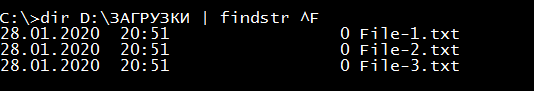 C:\>dir D:\ЗАГРУЗКИ | findstr ^F
28.01.2020 20:51 0 File-1.txt
28.01.2020 20:51 0 File-2.txt
28.01.2020 20:51 0 File-3.txt